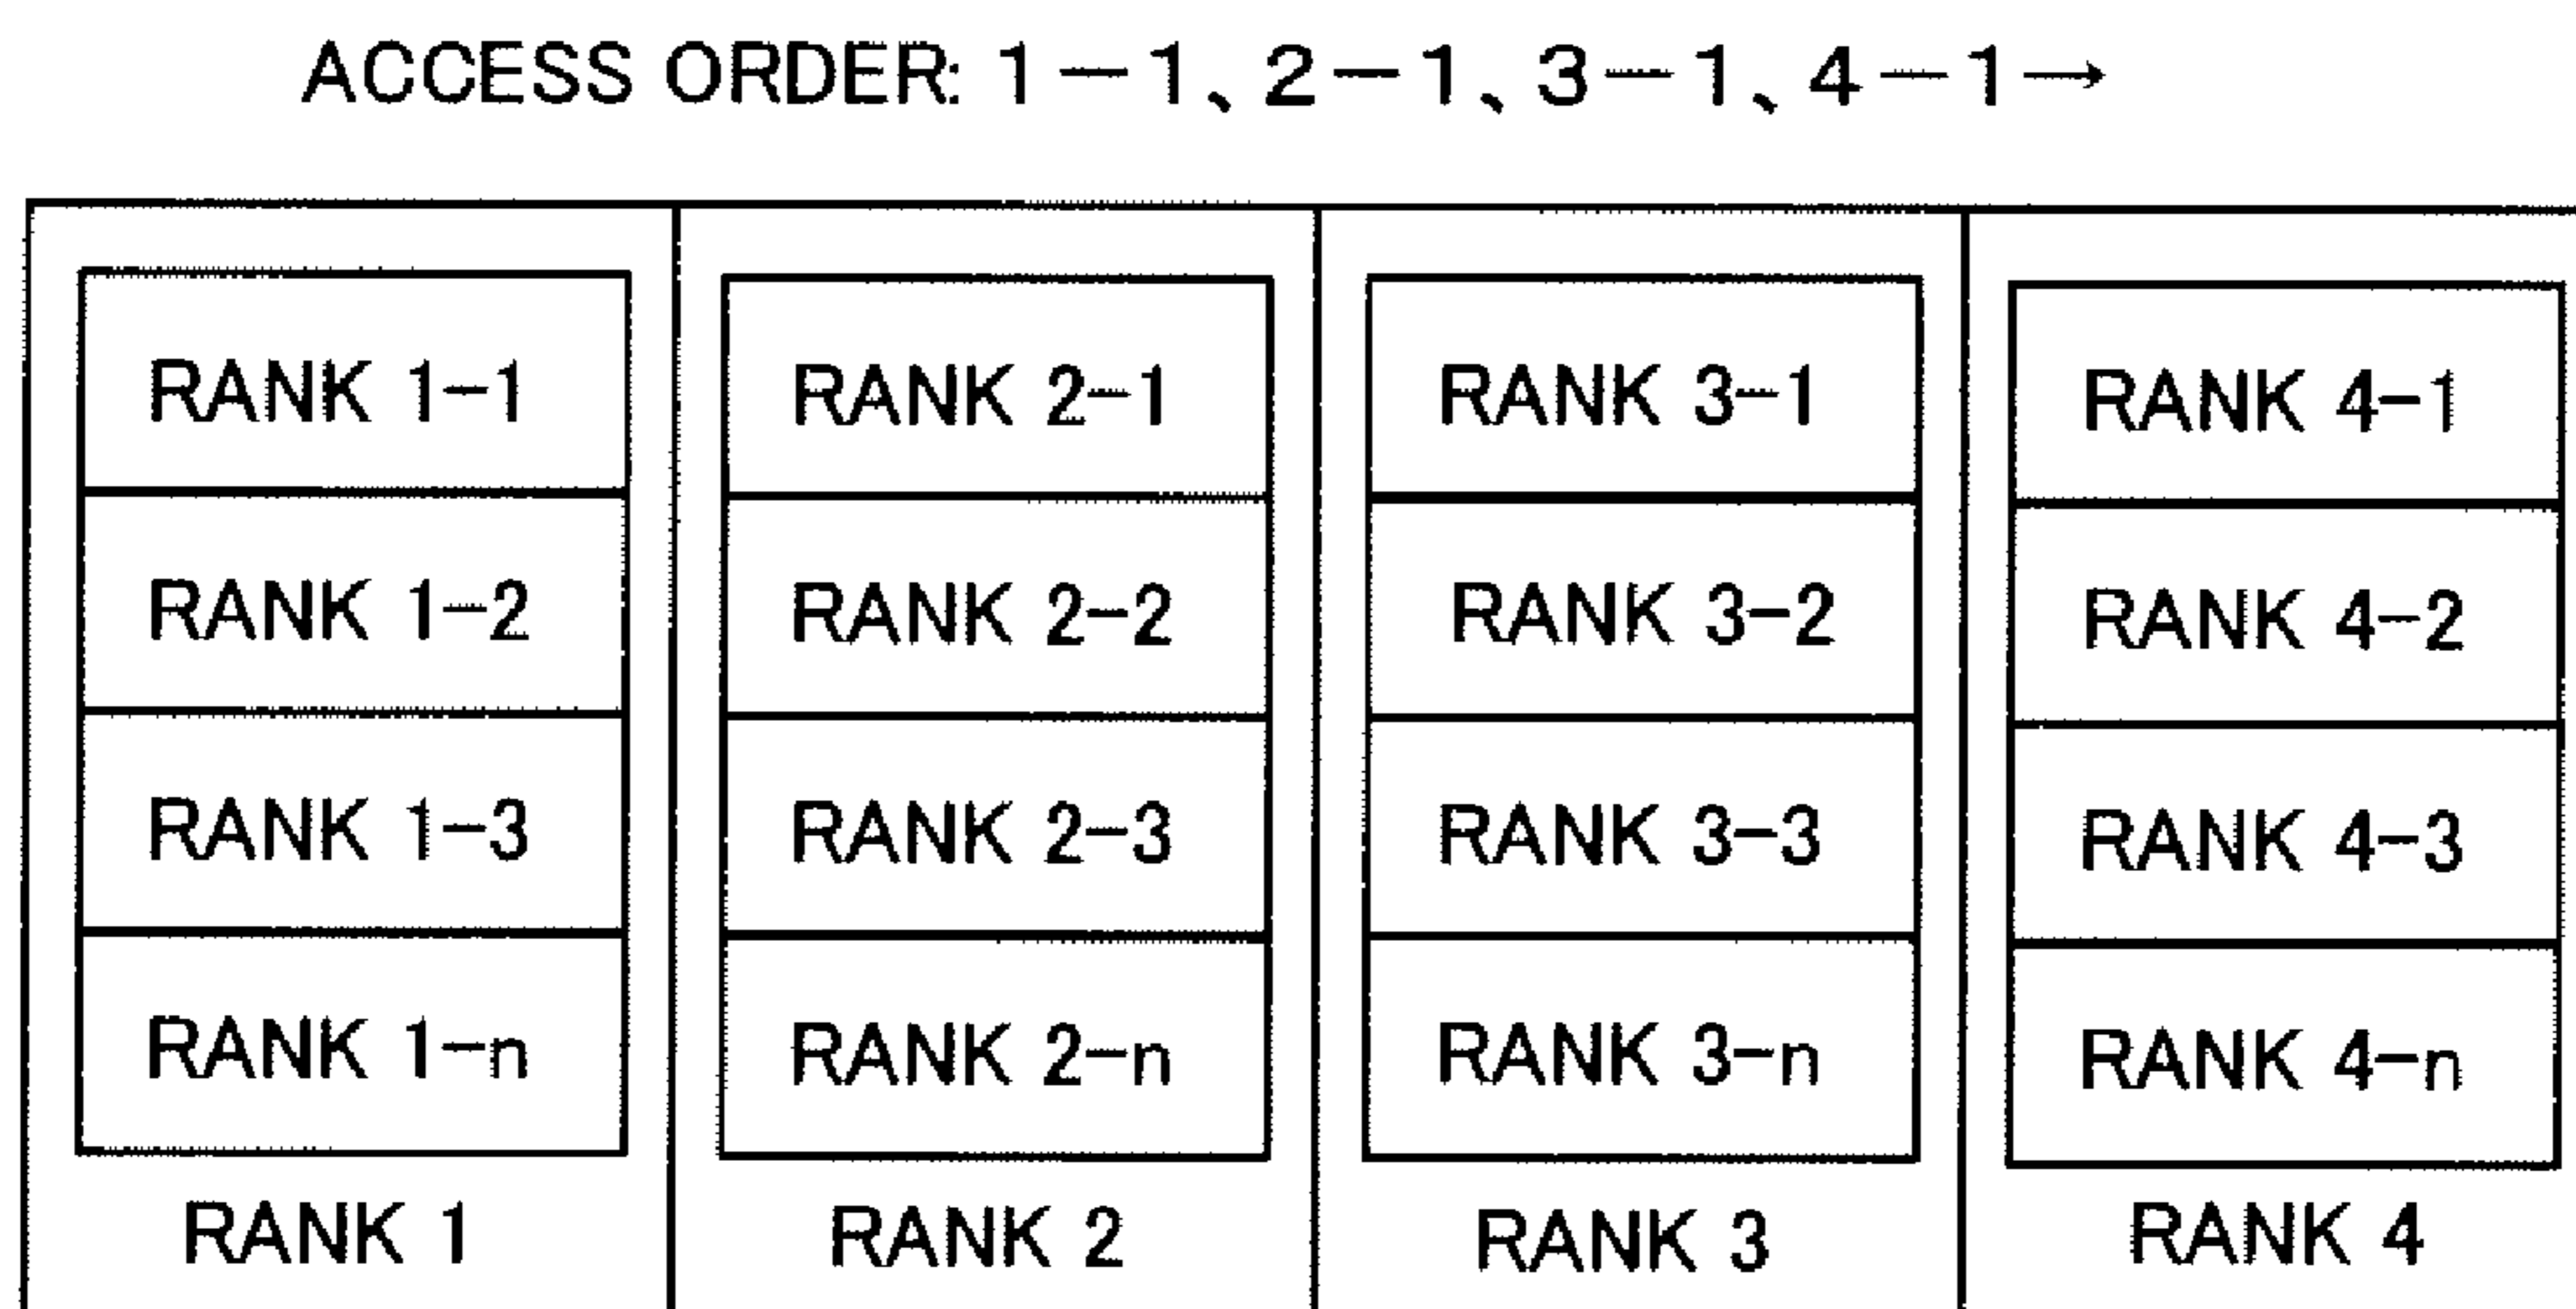 ACCESS ORDER: 1－1、2－1、3－1、4－1→
RANK 1-1 RANK 2-1 RANK 3-1 RANK 4-1
RANK 1-2 RANK 2-2 RANK 3-2 RANK 4-2
RANK 1-3 RANK 2-3 RANK 3-3 RANK 4-3
RANK 1-n RANK 2-n RANK 3-n RANK 4-n
RANK 1 RANK 2 RANK 3 RANK 4